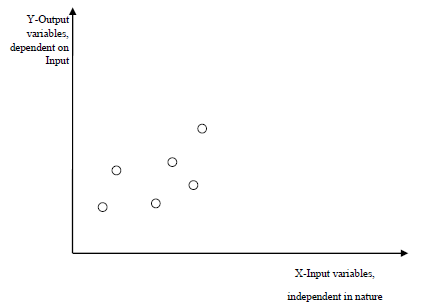 Y-Output
variables,
dependent on
Input
X-Input variables,
independent in nature